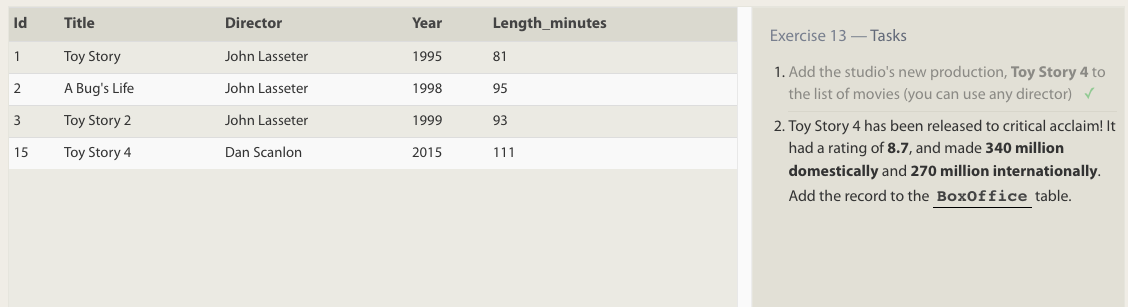 Id Title Director Year Length_minutes
1 Toy Story John Lasseter 1995 81
2 A Bug's Life John Lasseter 1998 95
3 Toy Story 2 John Lasseter 1999 93
15 Toy Story 4 Dan Scanlon 2015 111
Exercise 13 — Tasks
1. Add the studio's new production, Toy Story 4 to
the list of movies (you can use any director) ✓
2. Toy Story 4 has been released to critical acclaim! It
had a rating of 8.7, and made 340 million
domestically and 270 million internationally.
Add the record to the BoxOffice table.